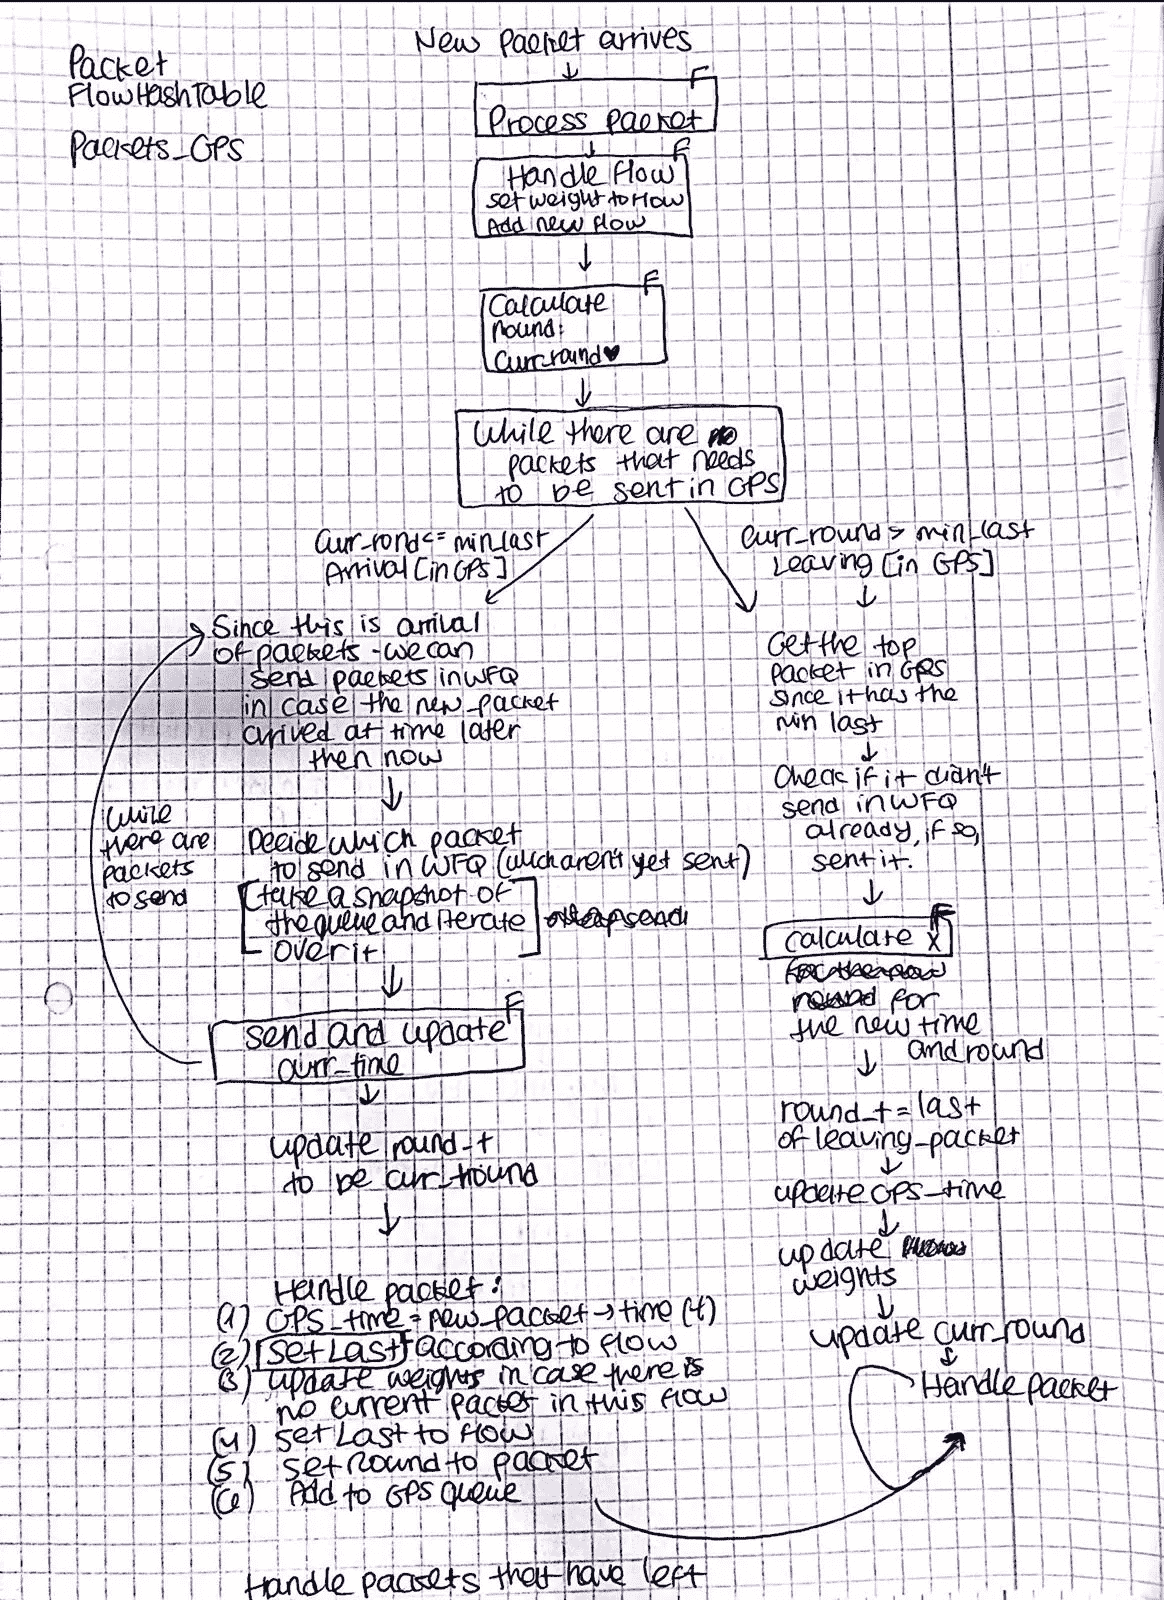 New packet arrives
Packet
FlowHashTable
Packets_GPS
F
Process packet
F
Handle Flow
set weight to Flow
Add new flow
F
Calculate
round:
curr_round♥
While there are
packets that needs
to be sent in GPS
curr_rond<= min_last
Arrival [in GPS]
curr_round > min_last
Leaving [in GPS]
Since this is arrival
of packets - we can
send packets in WFQ
in case the new_packet
arrived at time later
then now
Get the top
packet in GPS
since it has the
min last
Check if it didn't
send in WFQ
already, if so,
sent it.
While
there are
packets
to send
Decide which packet
to send in WFQ (which aren't yet sent)
[take a snapshot of
the queue and iterate
over it]
F
calculate x
for
the new time
and round
F
send and update
curr_time
update round_t
to be curr_round
round_t = last
of leaving_packet
update GPS_time
update
weights
update curr_round
Handle packet
Handle packet:
(1) GPS_time = new_packet → time (t)
(2) set Last according to flow
(3) update weights in case there is
no current packet in this flow
(4) set Last to flow
(5) set Round to packet
(6) Add to GPS queue
Handle packets that have left